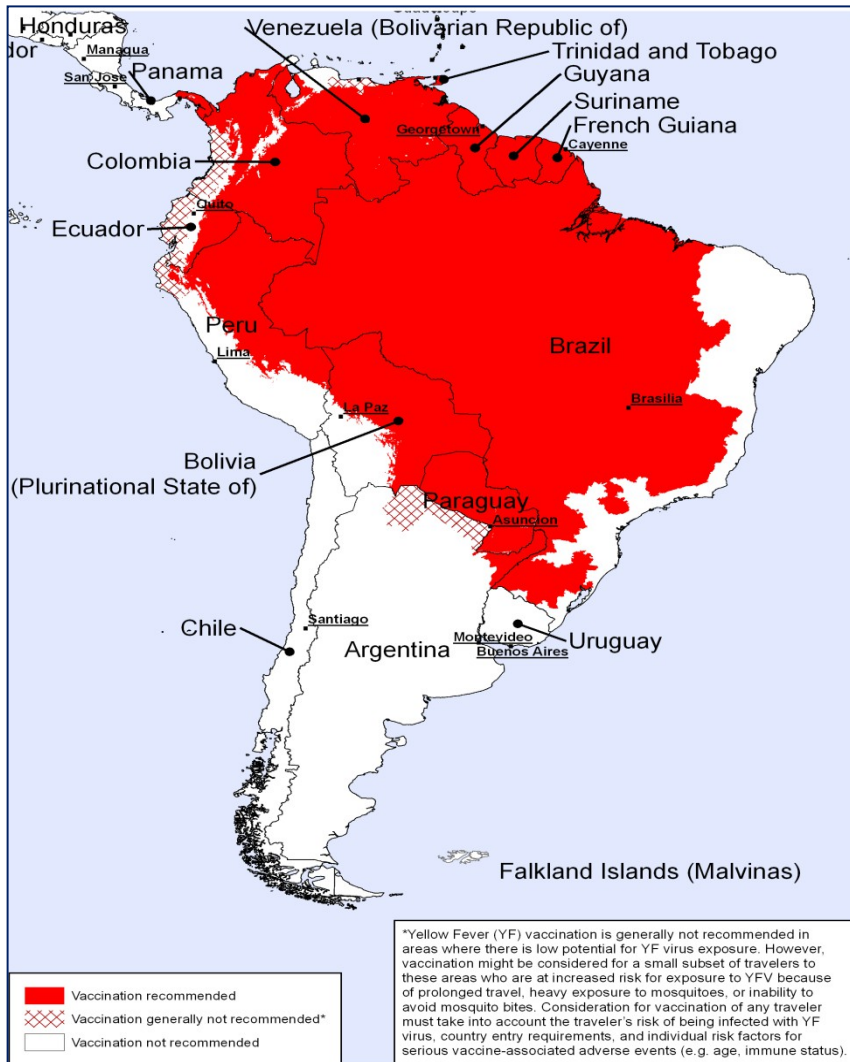 Honduras
dor
Managua
San Jose
Panama
Venezuela (Bolivarian Republic of)
Trinidad and Tobago
Guyana
Suriname
French Guiana
Georgetown
Cayenne
Colombia
Quito
Ecuador
Peru
Lima
Brazil
Brasilia
La Paz
Bolivia
(Plurinational State of)
Paraguay
Asuncion
Santiago
Chile
Argentina
Montevideo
Buenos Aires
Uruguay
Falkland Islands (Malvinas)
Vaccination recommended
Vaccination generally not recommended*
Vaccination not recommended
*Yellow Fever (YF) vaccination is generally not recommended in
areas where there is low potential for YF virus exposure. However,
vaccination might be considered for a small subset of travelers to
these areas who are at increased risk for exposure to YFV because
of prolonged travel, heavy exposure to mosquitoes, or inability to
avoid mosquito bites. Consideration for vaccination of any traveler
must take into account the traveler's risk of being infected with YF
virus, country entry requirements, and individual risk factors for
serious vaccine-associated adverse events (e.g. age, immune status).